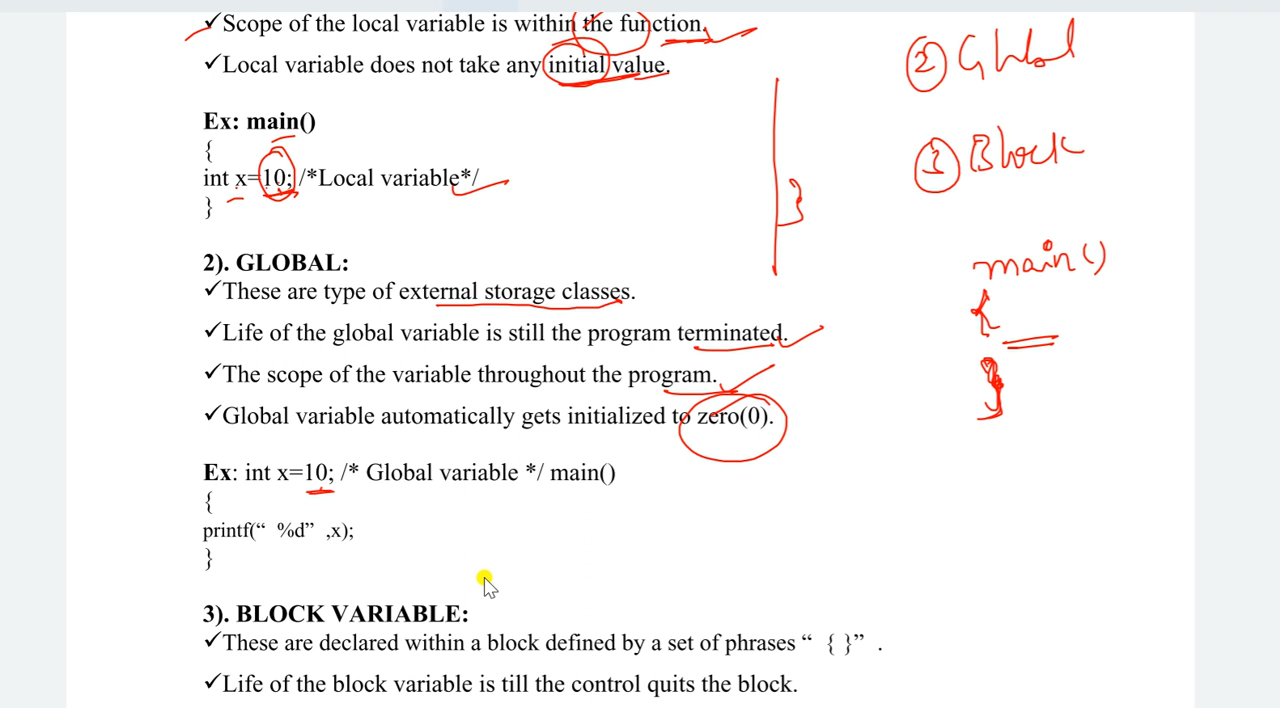 ✓Scope of the local variable is within the function.
✓Local variable does not take any initial value.
Ex: main()
{
int x=10; /*Local variable*/
}
2). GLOBAL:
✓These are type of external storage classes.
✓Life of the global variable is still the program terminated.
✓The scope of the variable throughout the program.
✓Global variable automatically gets initialized to zero(0).
Ex: int x=10; /* Global variable */ main()
{
printf(“ %d” ,x);
}
3). BLOCK VARIABLE:
✓These are declared within a block defined by a set of phrases “ { }” .
✓Life of the block variable is till the control quits the block.
② Global
③ Block
main()
{
}
}